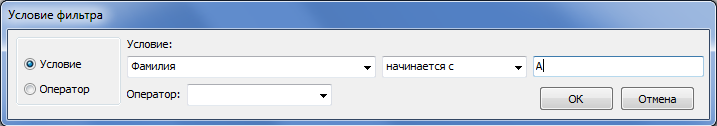 Условие фильтра
Условие:
Условие
Фамилия начинается с А
Оператор
Оператор:
ОК Отмена